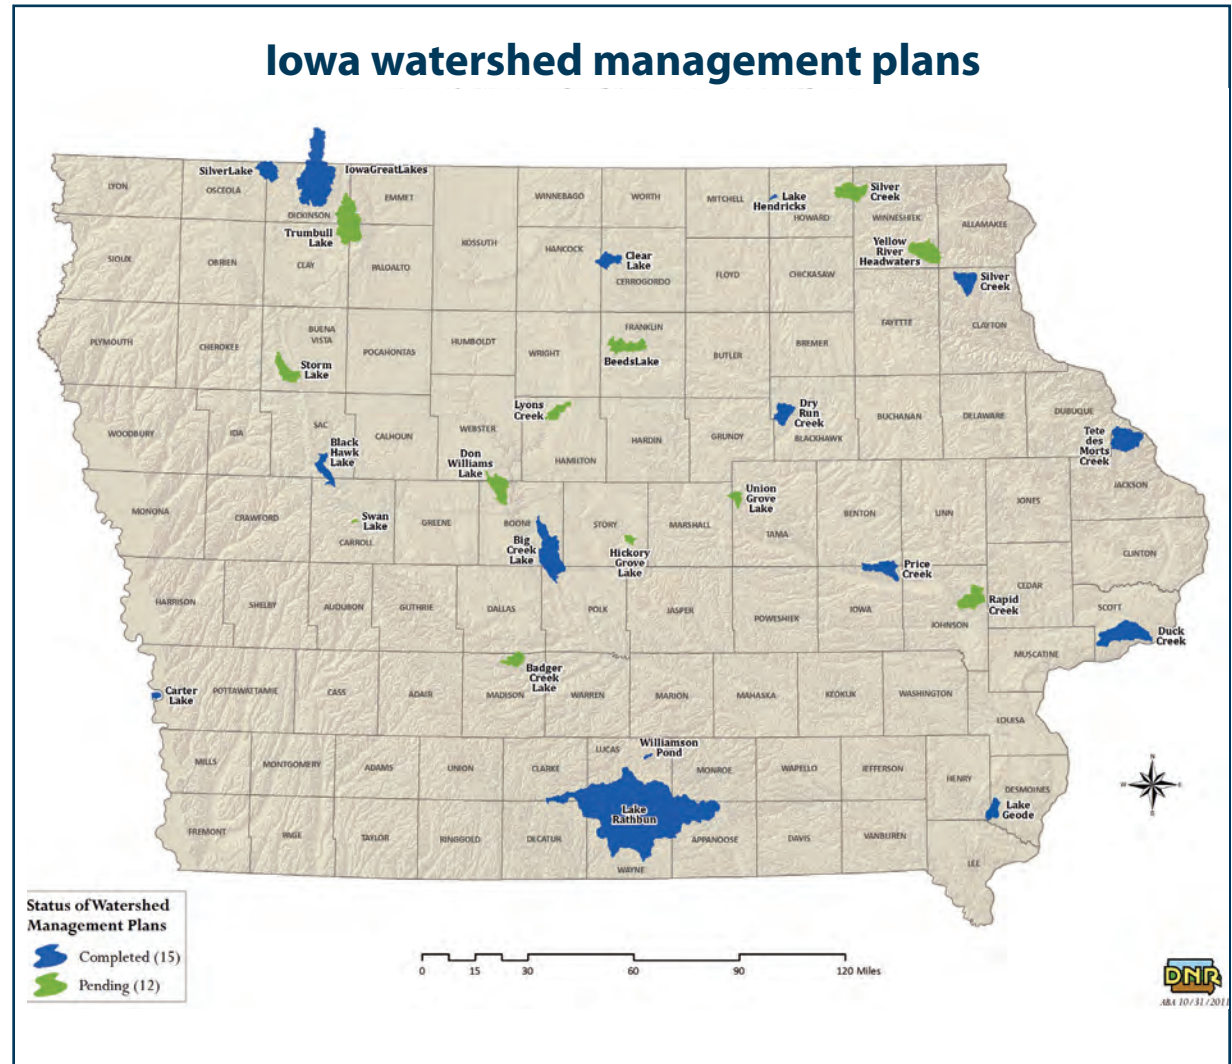 Iowa watershed management plans
SilverLake
IowaGreatLakes
LYON
OSCEOLA
DICKINSON
EMMET
WINNEBAGO
WORTH
MITCHELL
Lake
Hendricks
HOWARD
Silver
Creek
WINNESHIEK
ALLAMAKEE
Trumbull
Lake
SIOUX
OBRIEN
CLAY
PALOALTO
KOSSUTH
HANCOCK
Clear
Lake
CERROGORDO
FLOYD
CHICKASAW
Yellow
River
Headwaters
Silver
Creek
FAYETTE
CLAYTON
PLYMOUTH
CHEROKEE
BUENA
VISTA
Storm
Lake
POCAHONTAS
HUMBOLDT
WRIGHT
FRANKLIN
BeedsLake
BUTLER
BREMER
WOODBURY
IDA
SAC
Black
Hawk
Lake
CALHOUN
WEBSTER
Lyons
Creek
Don
Williams
Lake
HAMILTON
HARDIN
GRUNDY
Dry
Run
Creek
BLACKHAWK
BUCHANAN
DELAWARE
DUBUQUE
Tete
des
Morts
Creek
JACKSON
MONONA
CRAWFORD
Swan
Lake
CARROLL
GREENE
BOONE
Big
Creek
Lake
STORY
Hickory
Grove
Lake
MARSHALL
Union
Grove
Lake
TAMA
BENTON
LINN
JONES
CLINTON
HARRISON
SHELBY
AUDUBON
GUTHRIE
DALLAS
POLK
JASPER
POWESHIEK
IOWA
Price
Creek
JOHNSON
Rapid
Creek
CEDAR
SCOTT
Duck
Creek
MUSCATINE
Carter
Lake
POTTAWATTAMIE
CASS
ADAIR
MADISON
Badger
Creek
Lake
WARREN
MARION
MAHASKA
KEOKUK
WASHINGTON
LOUISA
MILLS
MONTGOMERY
ADAMS
UNION
CLARKE
LUCAS
Williamson
Pond
MONROE
WAPELLO
JEFFERSON
HENRY
DESMOINES
Lake
Geode
FREMONT
PAGE
TAYLOR
RINGGOLD
DECATUR
Lake
Rathbun
WAYNE
APPANOOSE
DAVIS
VANBUREN
LEE
N
W
E
S
Status of Watershed
Management Plans
Completed (15)
Pending (12)
0 15 30 60 90 120 Miles
DNR
ABA 10/31/2011